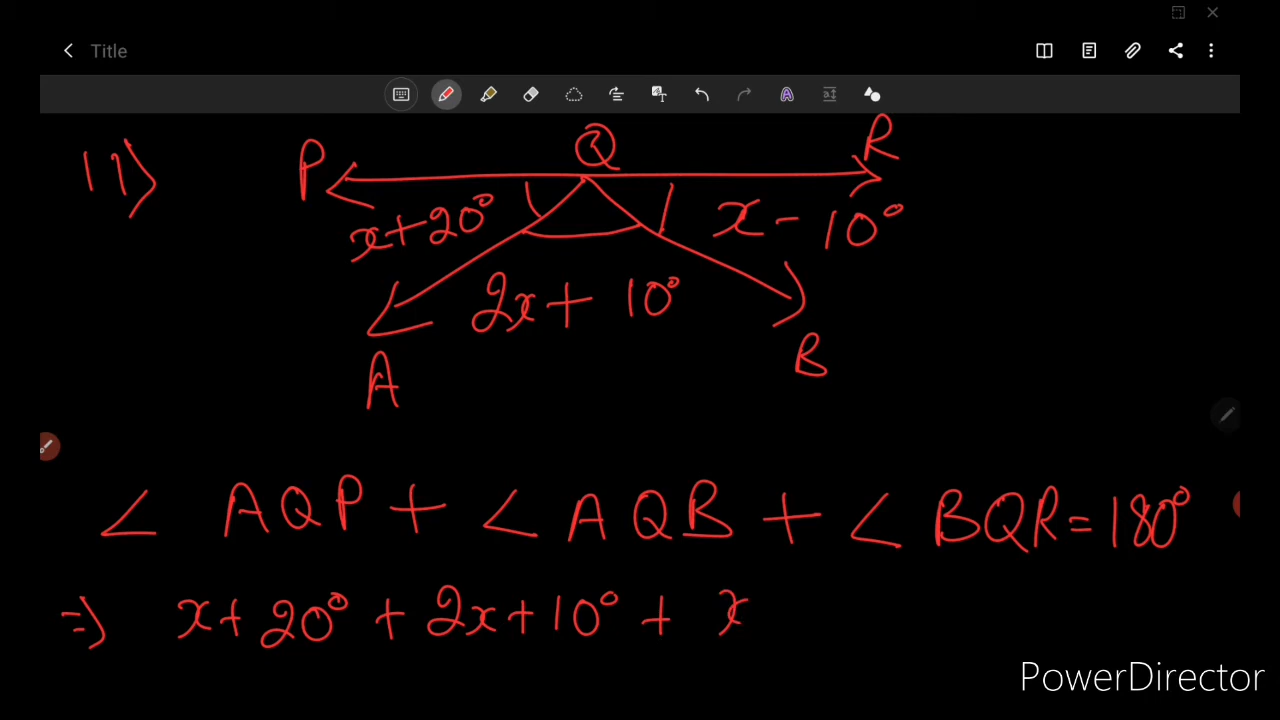 Title
11)
P Q R
x+20° x - 10°
2x + 10°
A B
∠ AQP + ∠ AQB + ∠ BQR = 180°
⇒ x + 20° + 2x + 10° + x
PowerDirector